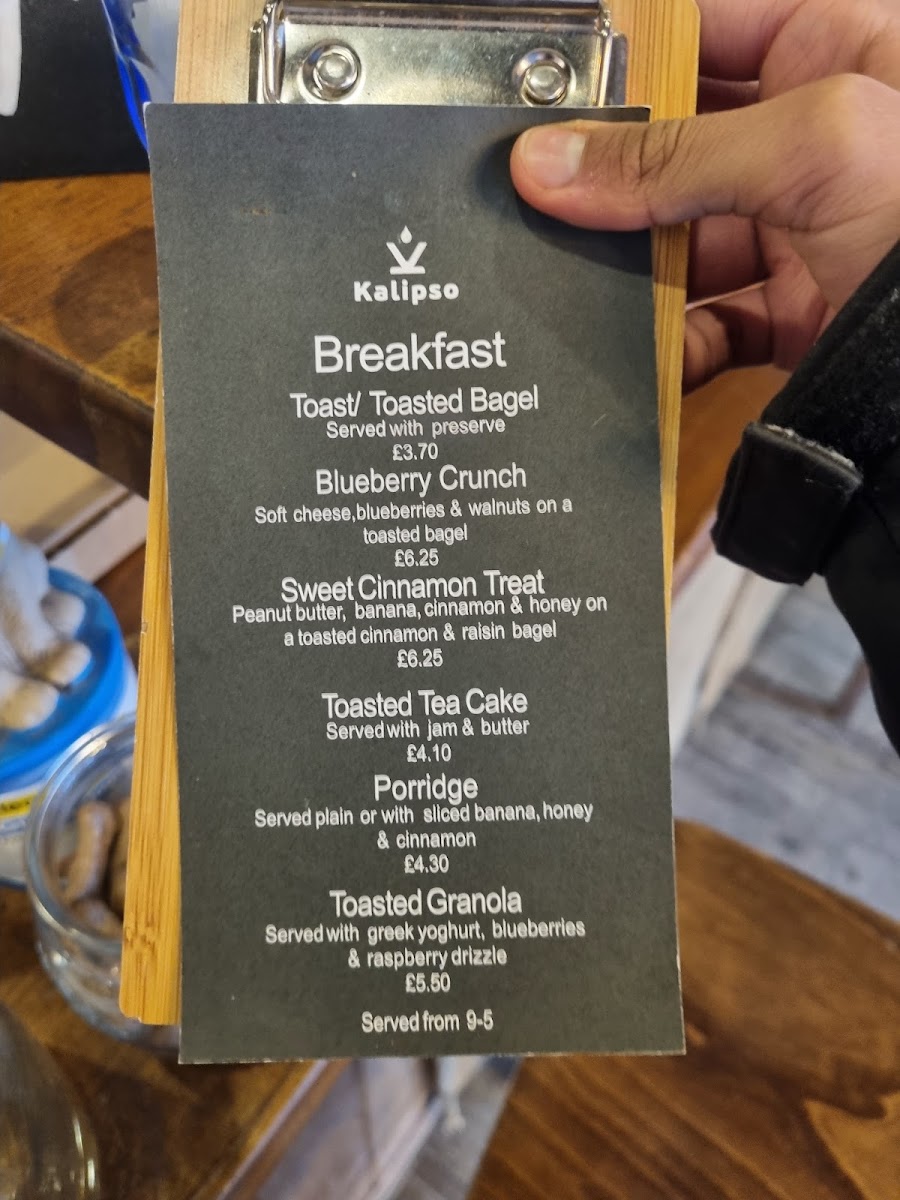 Kalipso
Breakfast
Toast/ Toasted Bagel
Served with preserve
£3.70
Blueberry Crunch
Soft cheese,blueberries & walnuts on a
toasted bagel
£6.25
Sweet Cinnamon Treat
Peanut butter, banana, cinnamon & honey on
a toasted cinnamon & raisin bagel
£6.25
Toasted Tea Cake
Served with jam & butter
£4.10
Porridge
Served plain or with sliced banana, honey
& cinnamon
£4.30
Toasted Granola
Served with greek yoghurt, blueberries
& raspberry drizzle
£5.50
Served from 9-5